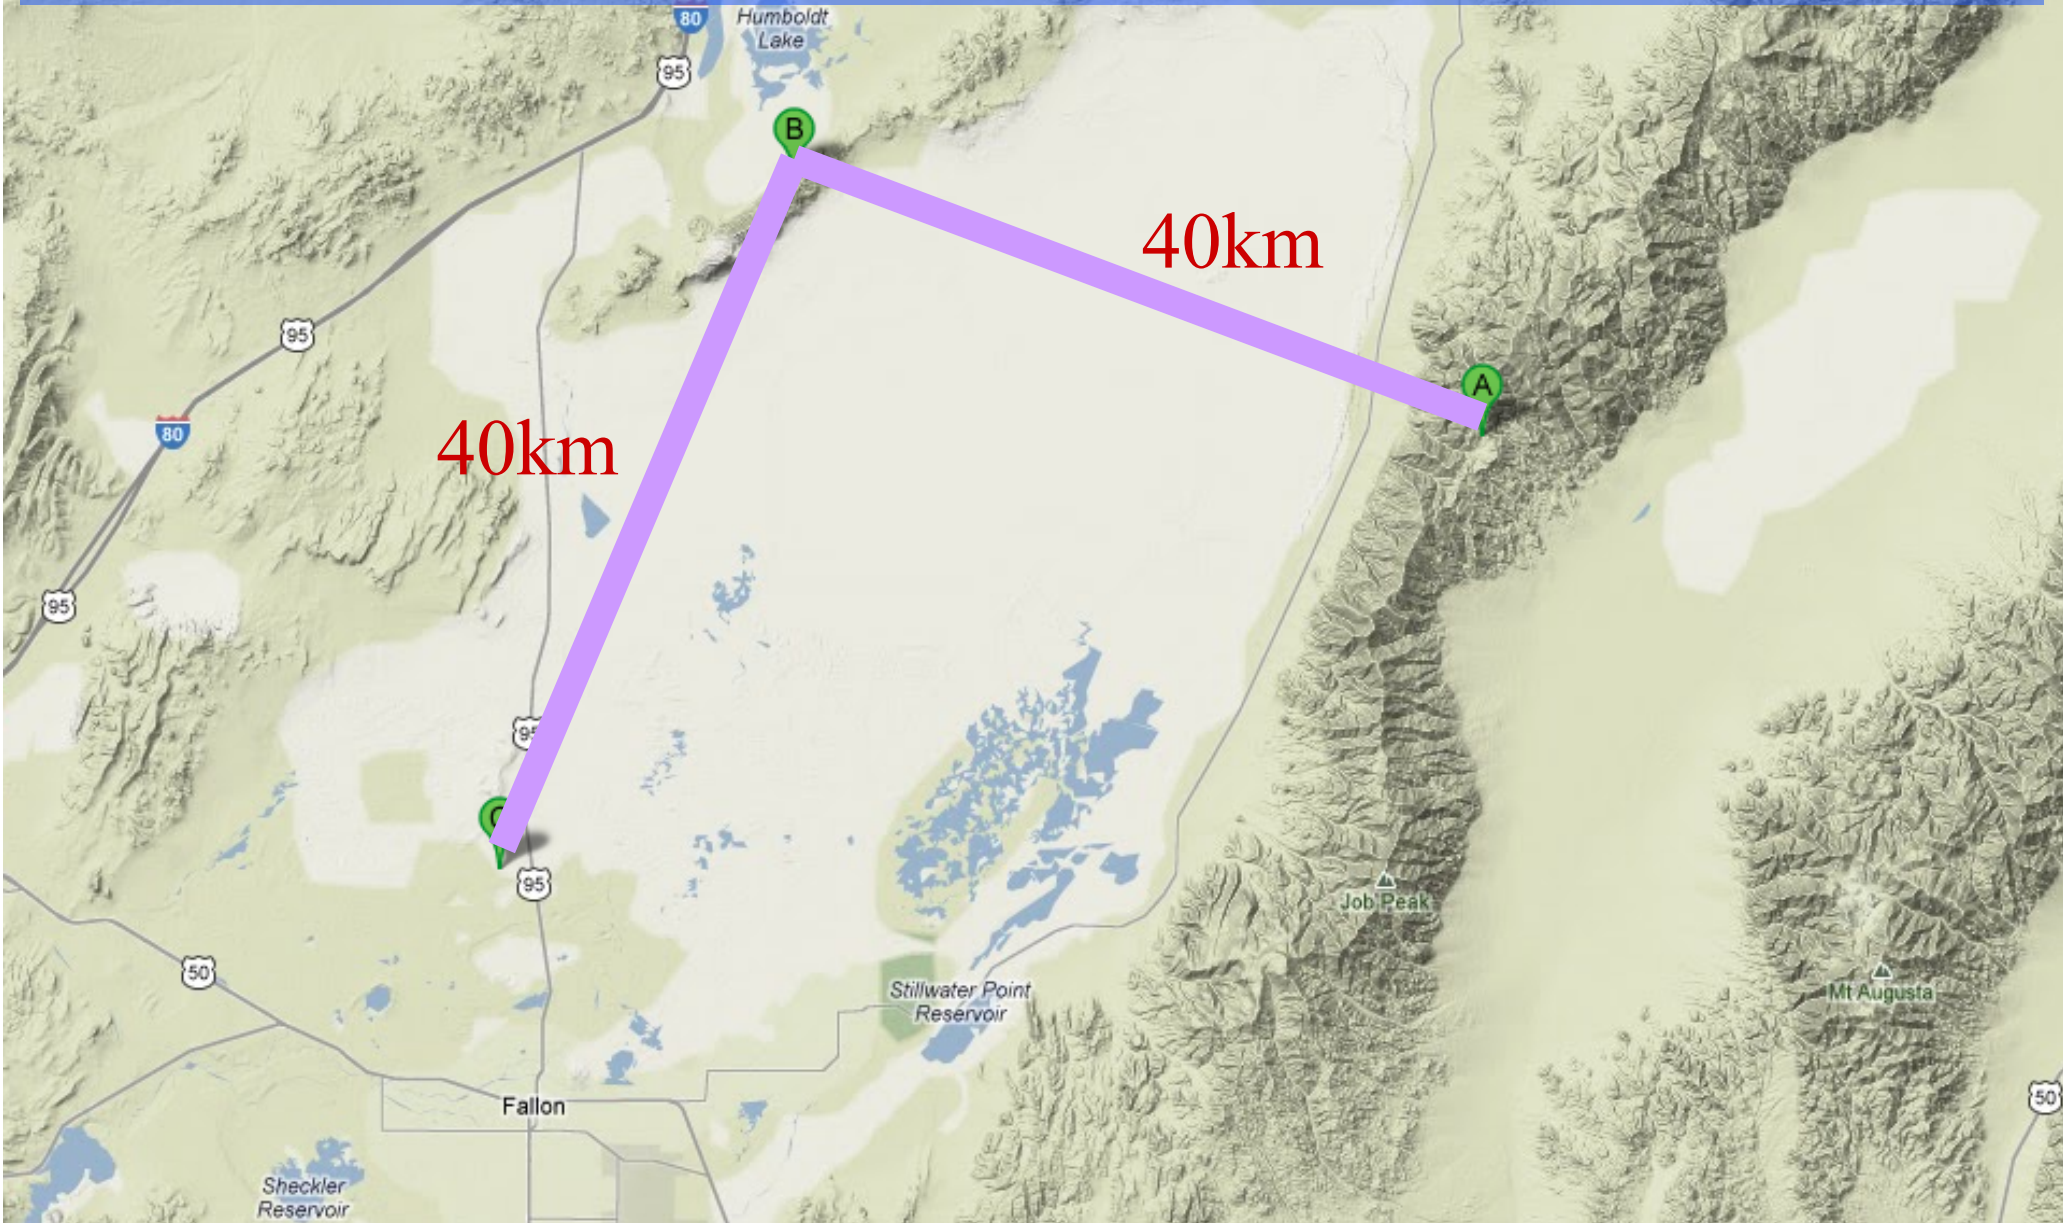 80
Humboldt
Lake
95
B
40km
95
A
80
40km
95
95
C
95
Job Peak
50
Stillwater Point
Reservoir
Mt Augusta
50
Fallon
Sheckler
Reservoir